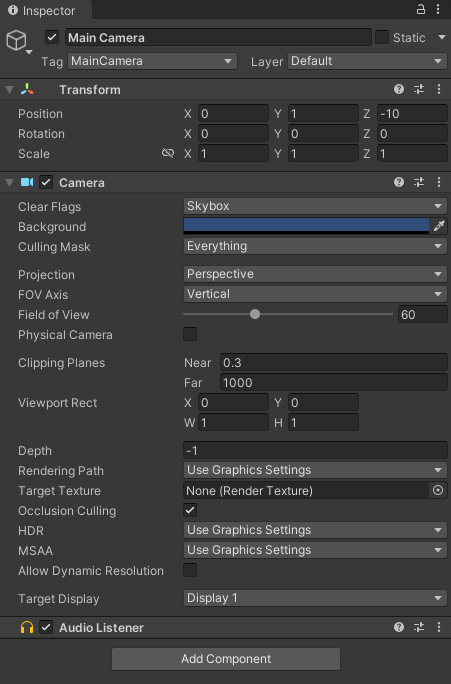 Inspector
Main Camera Static
Tag MainCamera Layer Default
Transform
Position X 0 Y 1 Z -10
Rotation X 0 Y 0 Z 0
Scale X 1 Y 1 Z 1
Camera
Clear Flags Skybox
Background
Culling Mask Everything
Projection Perspective
FOV Axis Vertical
Field of View 60
Physical Camera
Clipping Planes Near 0.3
Far 1000
Viewport Rect X 0 Y 0
W 1 H 1
Depth -1
Rendering Path Use Graphics Settings
Target Texture None (Render Texture)
Occlusion Culling
HDR Use Graphics Settings
MSAA Use Graphics Settings
Allow Dynamic Resolution
Target Display Display 1
Audio Listener
Add Component